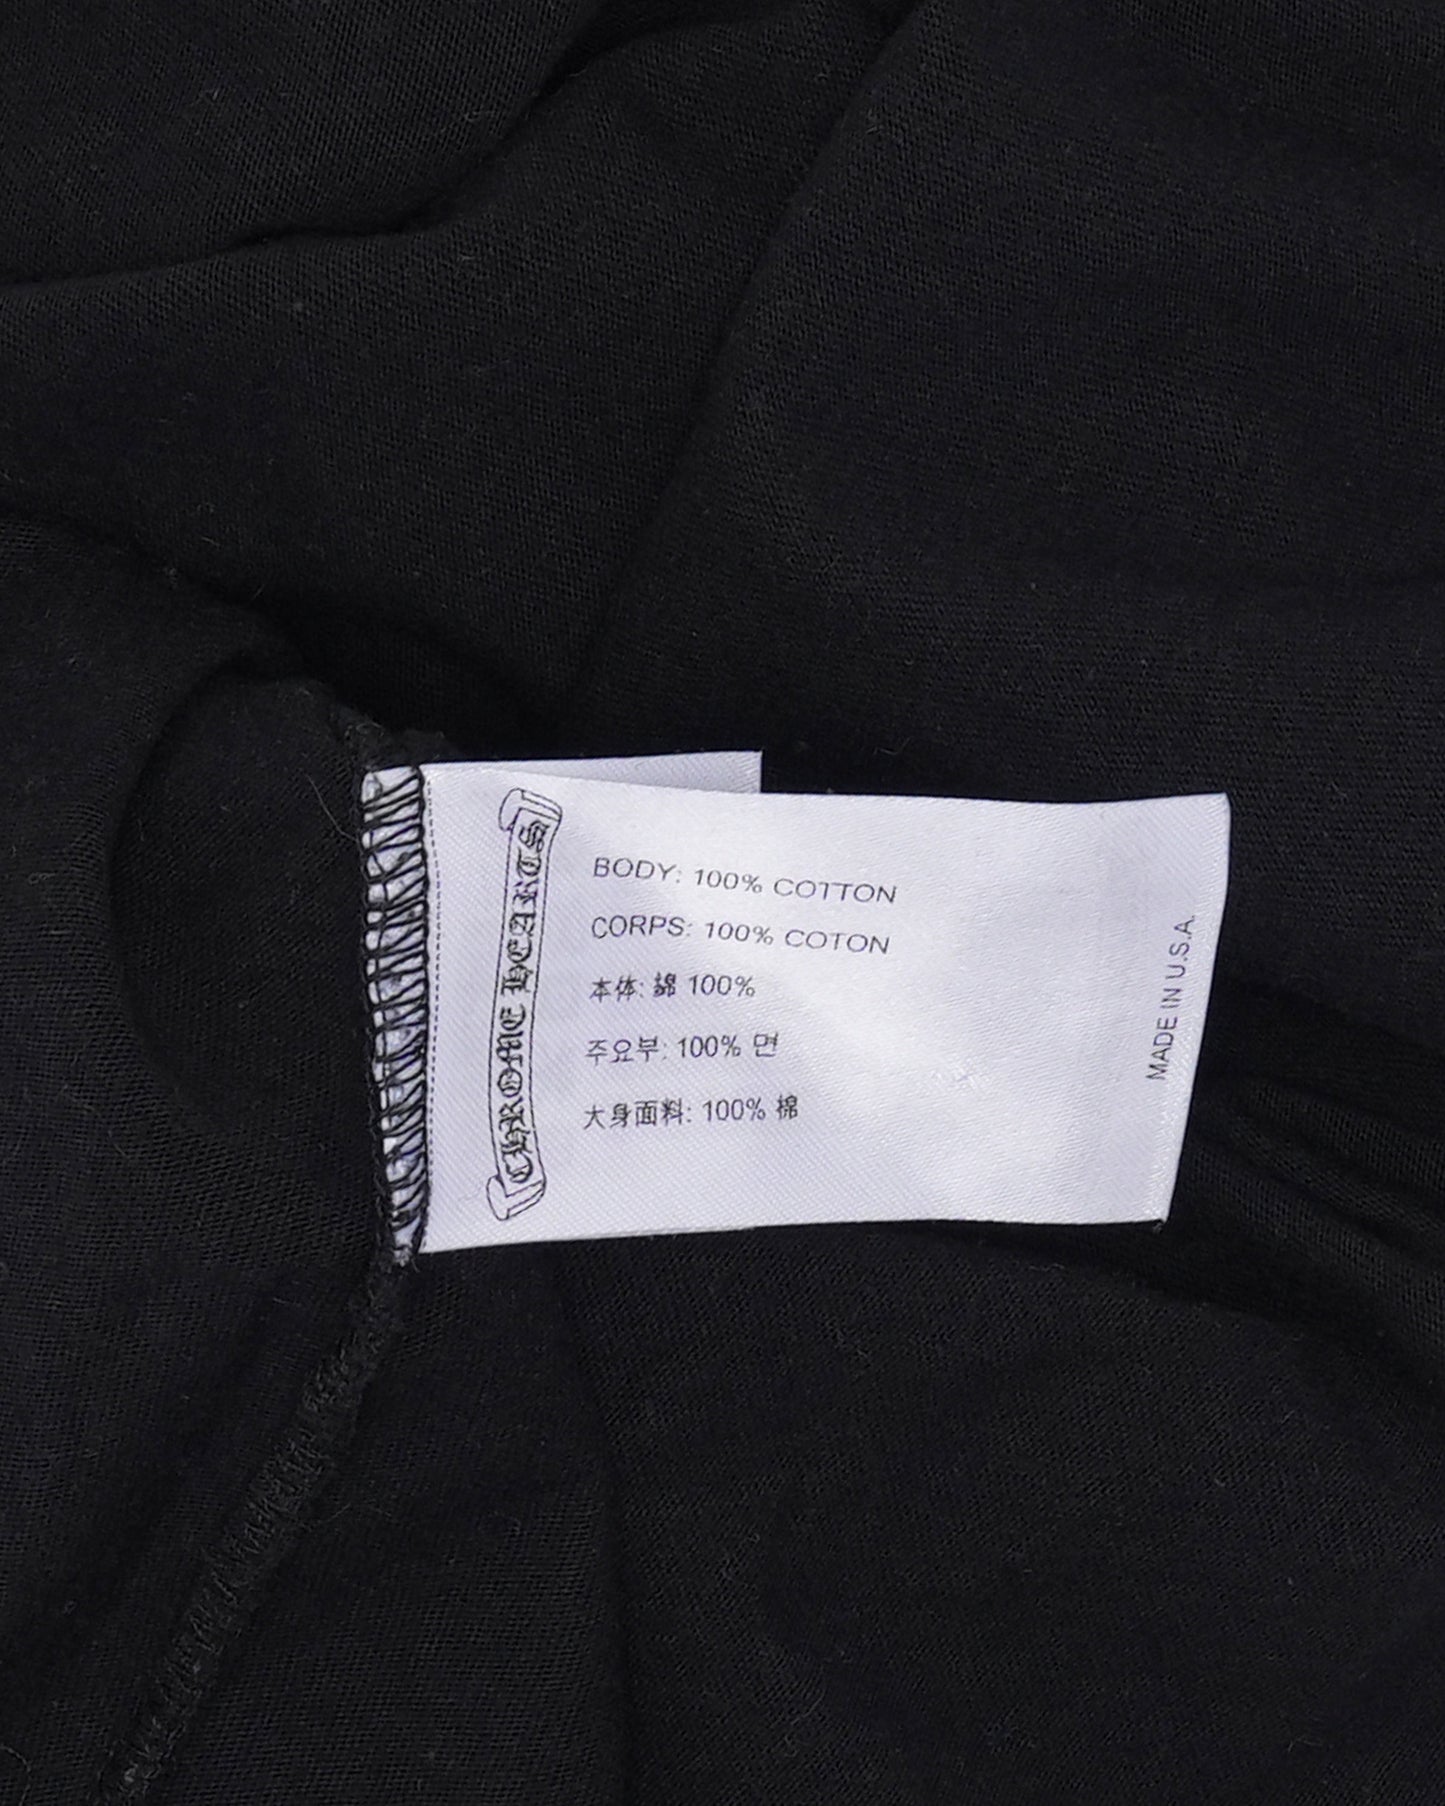 CHROME HEARTS
BODY: 100% COTTON
CORPS: 100% COTON
本体: 綿 100%
주요부: 100% 면
大身面料: 100% 棉
MADE IN U.S.A.